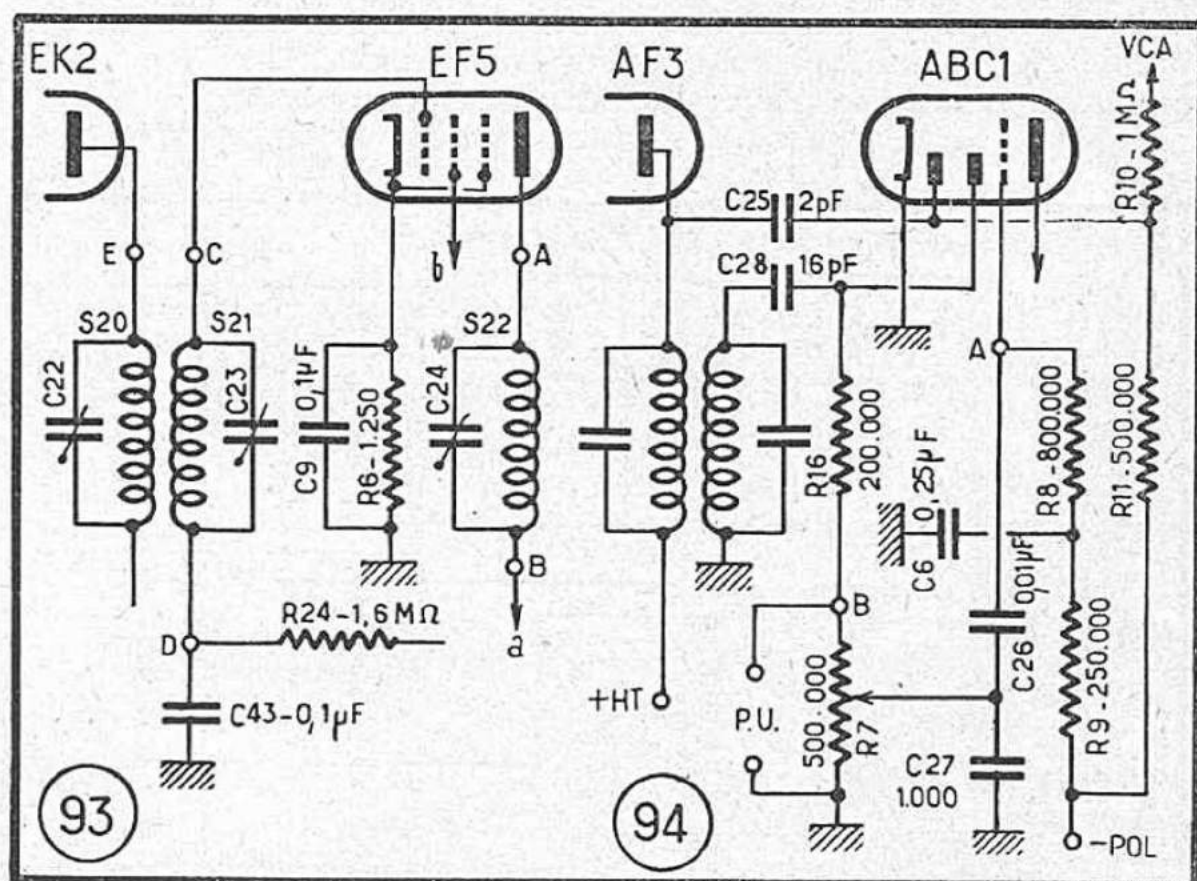 EK2
EF5
AF3
ABC1
VCA
R10-1MΩ
C25
2pF
C28
16pF
E
C
b
A
S20
S21
S22
C22
C23
0,1µF
C9
R6-1.250
C24
A
R16
200.000
0,25µF
C6
R8-800.000
R11-500.000
B
a
R24-1,6MΩ
D
C43-0,1µF
+HT
B
P.U.
500.000
R7
0,01µF
C26
R9-250.000
C27
1.000
-POL
93
94